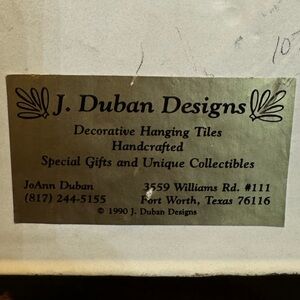 10-
J. Duban Designs
Decorative Hanging Tiles
Handcrafted
Special Gifts and Unique Collectibles
JoAnn Duban 3559 Williams Rd. #111
(817) 244-5155 Fort Worth, Texas 76116
© 1990 J. Duban Designs